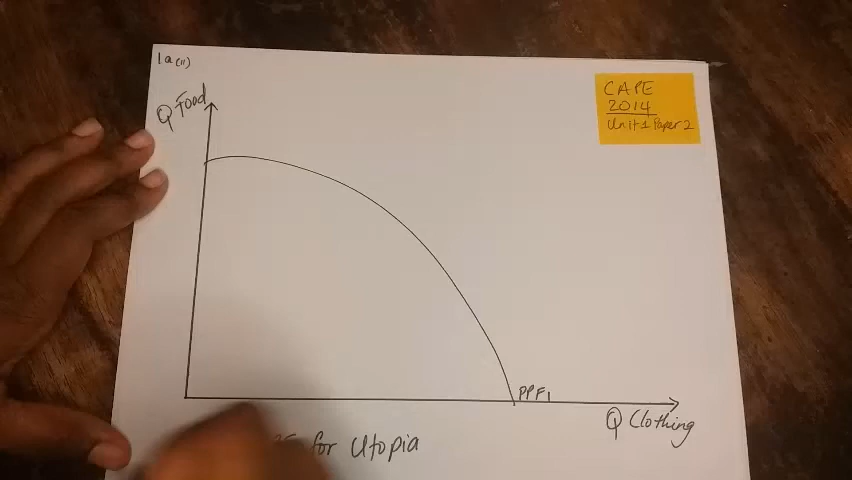 1a(ii)
Q Food
CAPE
2014
Unit 1 Paper 2
PPF1
Q Clothing
for Utopia